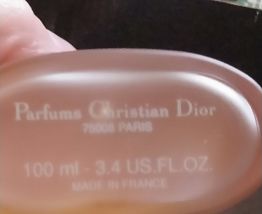 Parfums Christian Dior
75008 PARIS
100 ml - 3.4 US.FL.OZ.
MADE IN FRANCE